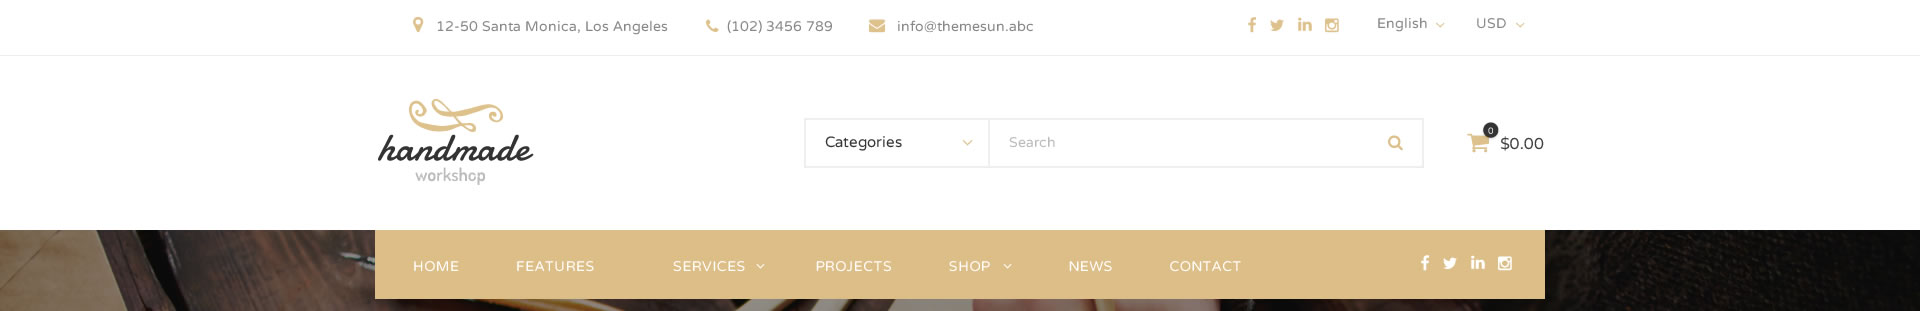 12-50 Santa Monica, Los Angeles (102) 3456 789 info@themesun.abc English USD
handmade
workshop
Categories Search 0 $0.00
HOME FEATURES SERVICES PROJECTS SHOP NEWS CONTACT